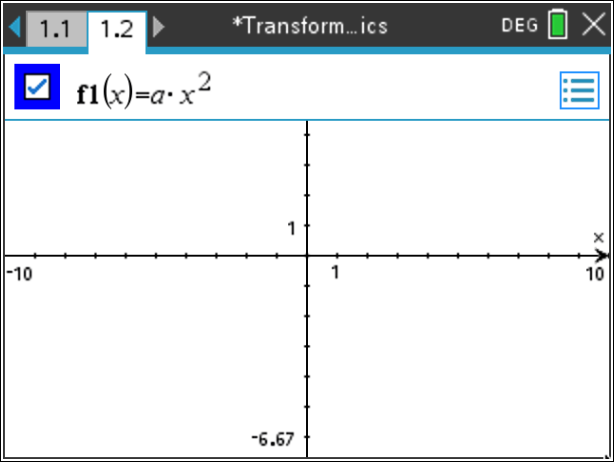 1.1 1.2 *Transform...ics DEG
f1(x)=a· x²
1
x
-10 1 10
-6.67